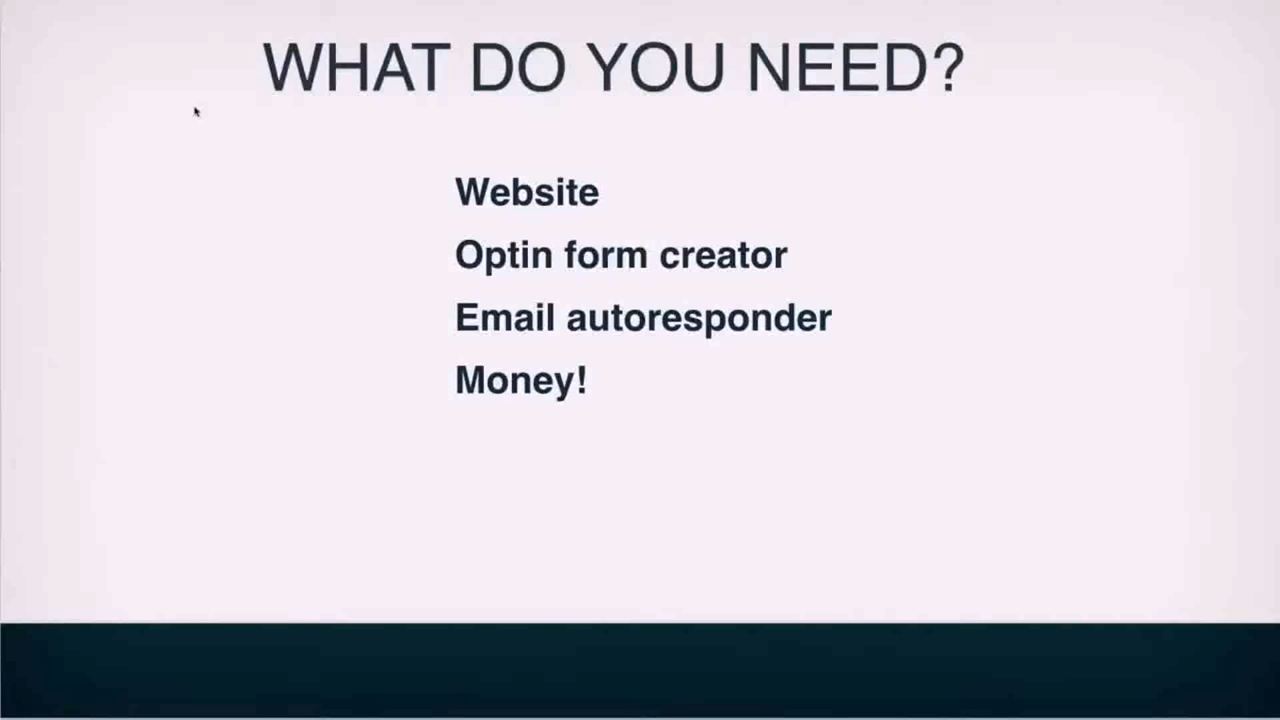 WHAT DO YOU NEED?
Website
Optin form creator
Email autoresponder
Money!